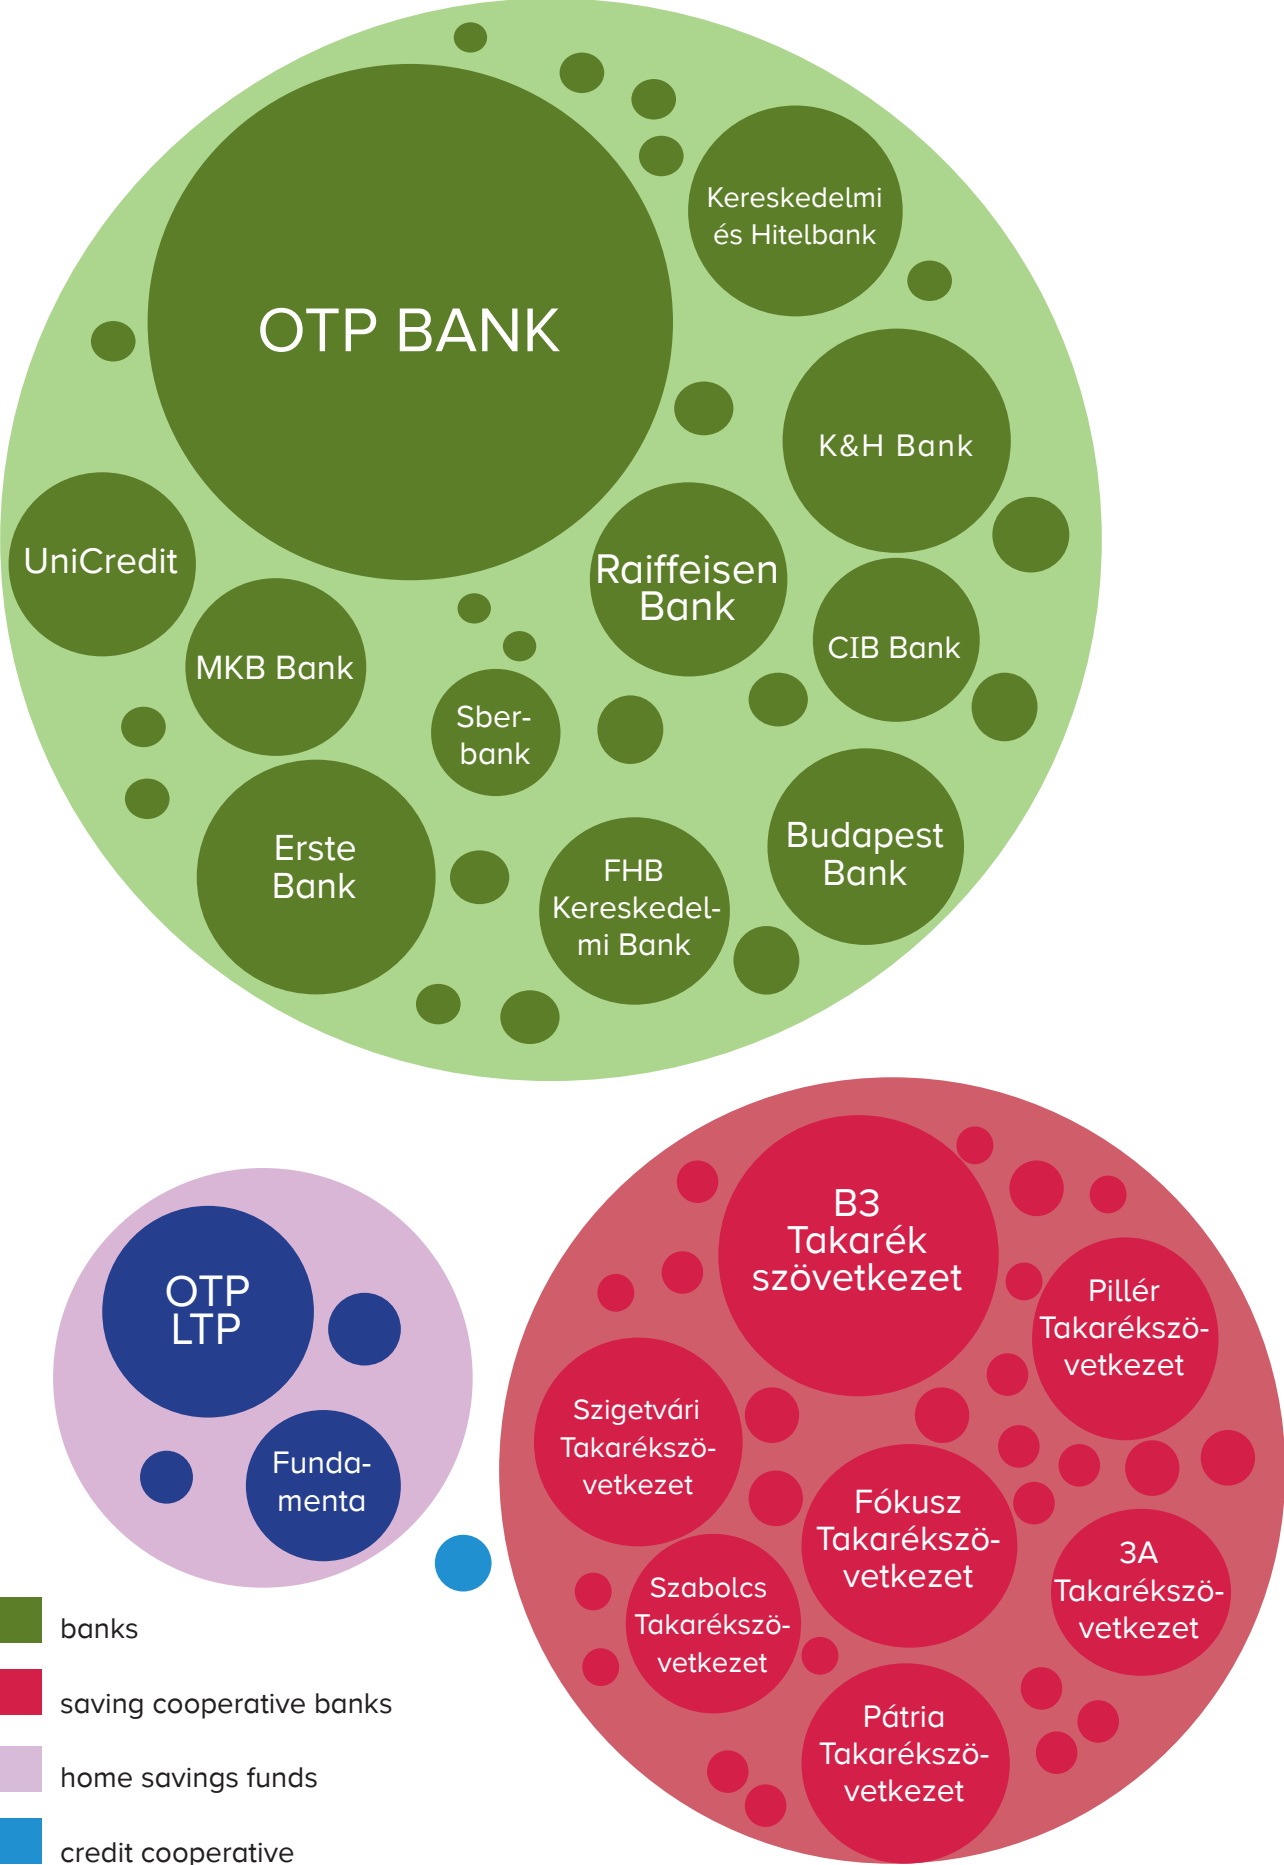 Kereskedelmi
és Hitelbank
OTP BANK
K&H Bank
UniCredit
Raiffeisen
Bank
CIB Bank
MKB Bank
Sber-
bank
Budapest
Bank
Erste
Bank
FHB
Kereskedel-
mi Bank
B3
Takarék
szövetkezet
OTP
LTP
Pillér
Takarékszö-
vetkezet
Szigetvári
Takarékszö-
vetkezet
Funda-
menta
Fókusz
Takarékszö-
vetkezet
3A
Takarékszö-
vetkezet
Szabolcs
Takarékszö-
vetkezet
Pátria
Takarékszö-
vetkezet
banks
saving cooperative banks
home savings funds
credit cooperative